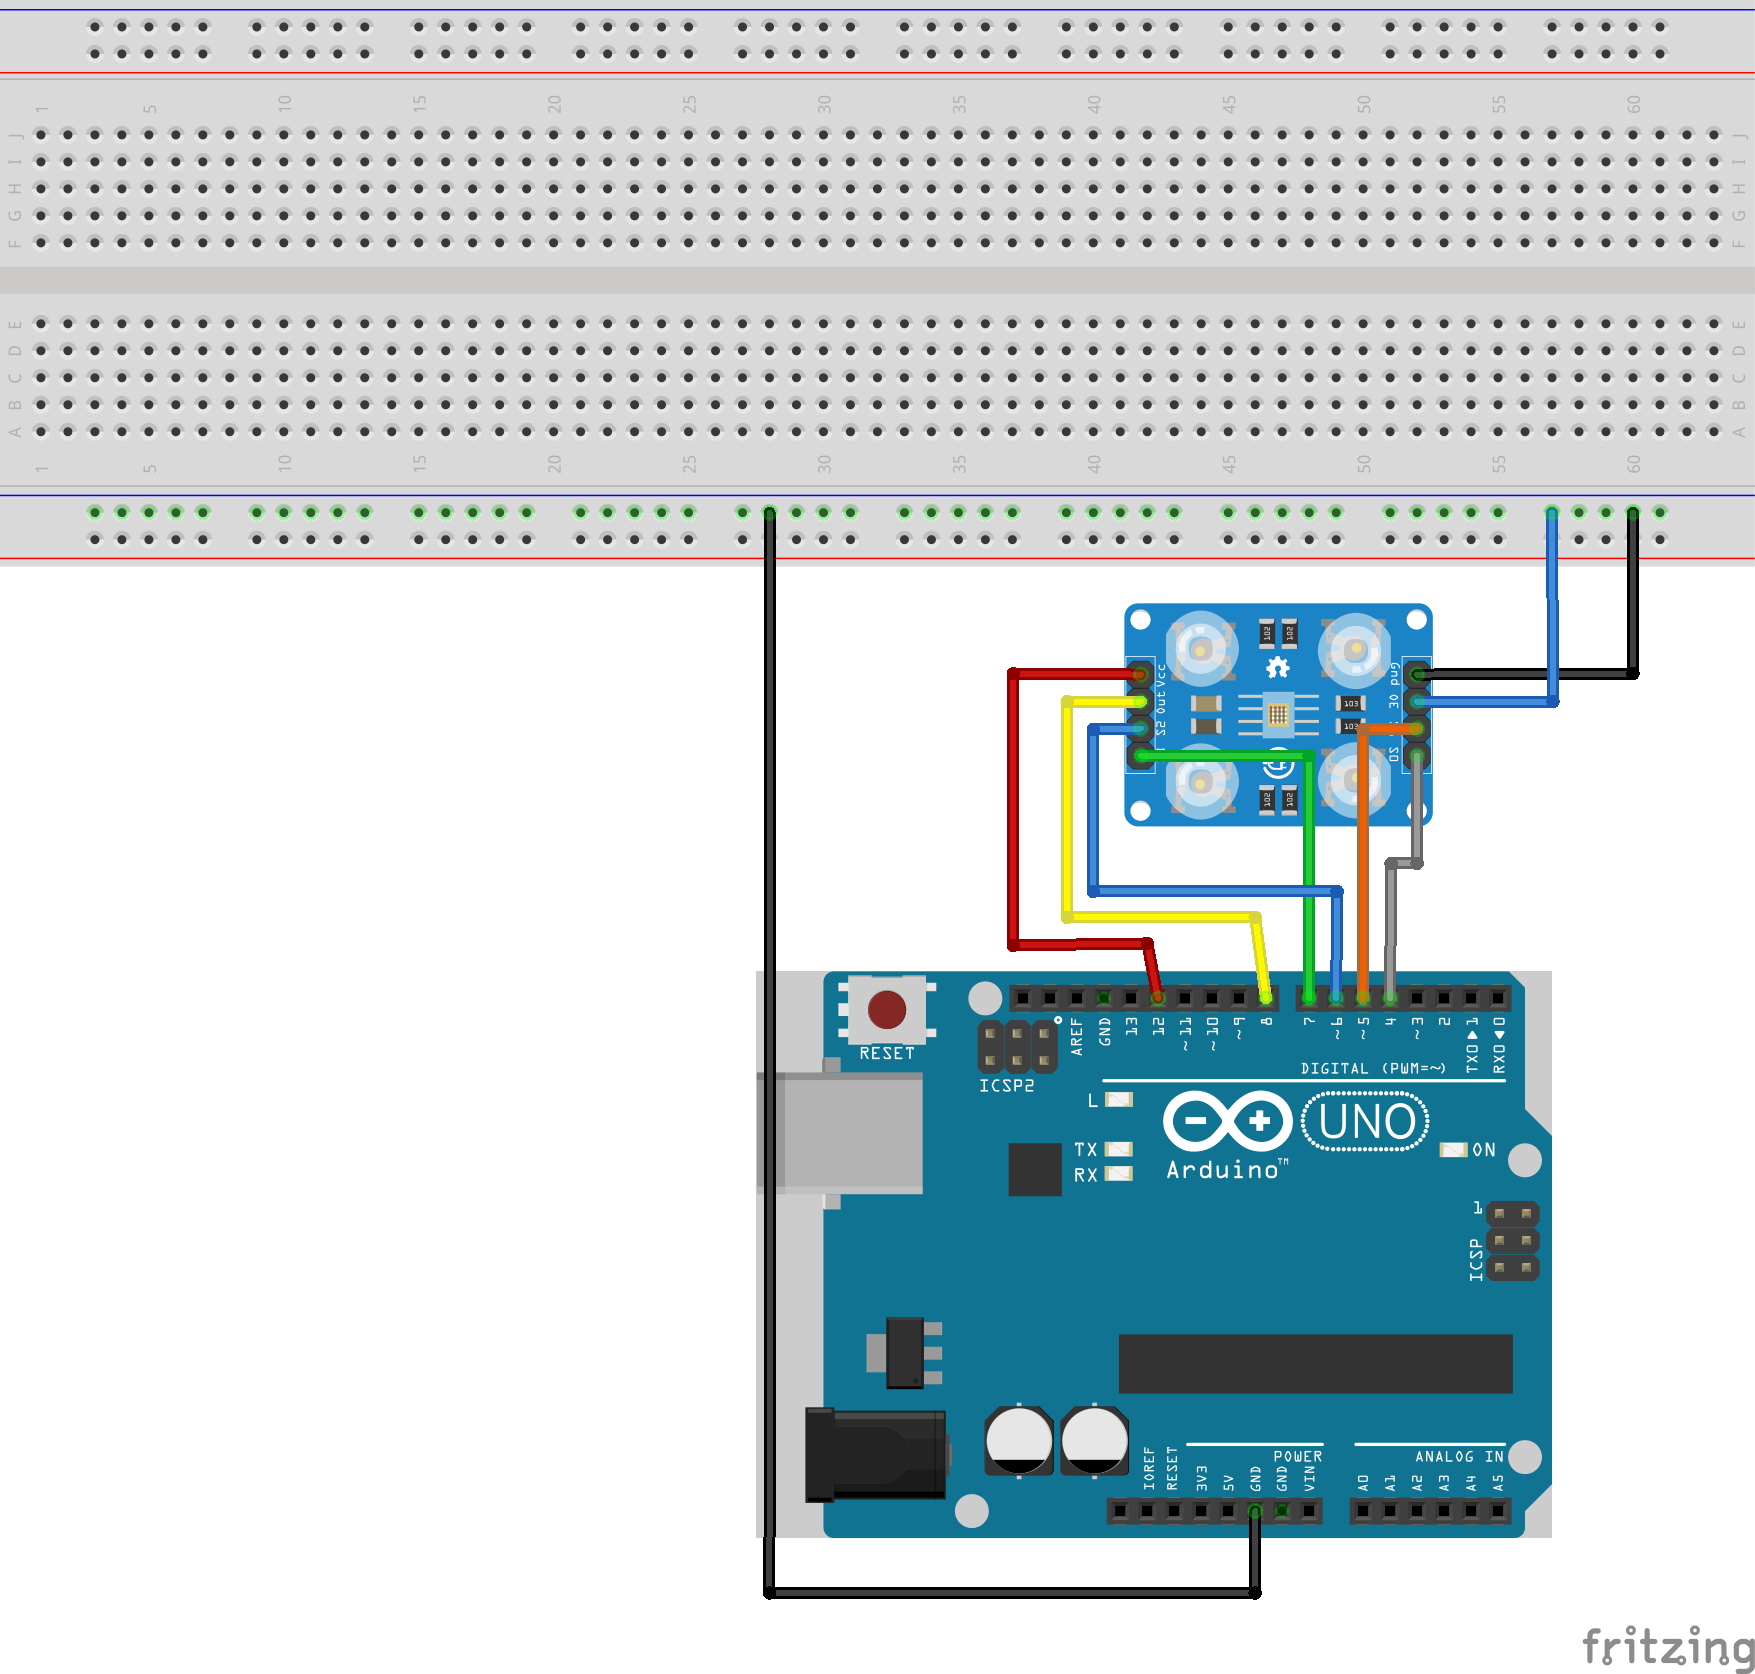 1 5 10 15 20 25 30 35 40 45 50 55 60
J J
I I
H H
G G
F F
E E
D D
C C
B B
A A
1 5 10 15 20 25 30 35 40 45 50 55 60
102 102
Vcc Gnd
Out OE
103
S2
103
S0
102 102
RESET
AREF GND 13 12 ~11 ~10 ~9 8 7 ~6 ~5 4 ~3 2 TX0 1 RX0 0
DIGITAL (PWM=~)
ICSP2
L
UNO
TX ON
RX
Arduino™
1
ICSP
POWER ANALOG IN
IOREF RESET 3V3 5V GND GND VIN A0 A1 A2 A3 A4 A5
fritzing